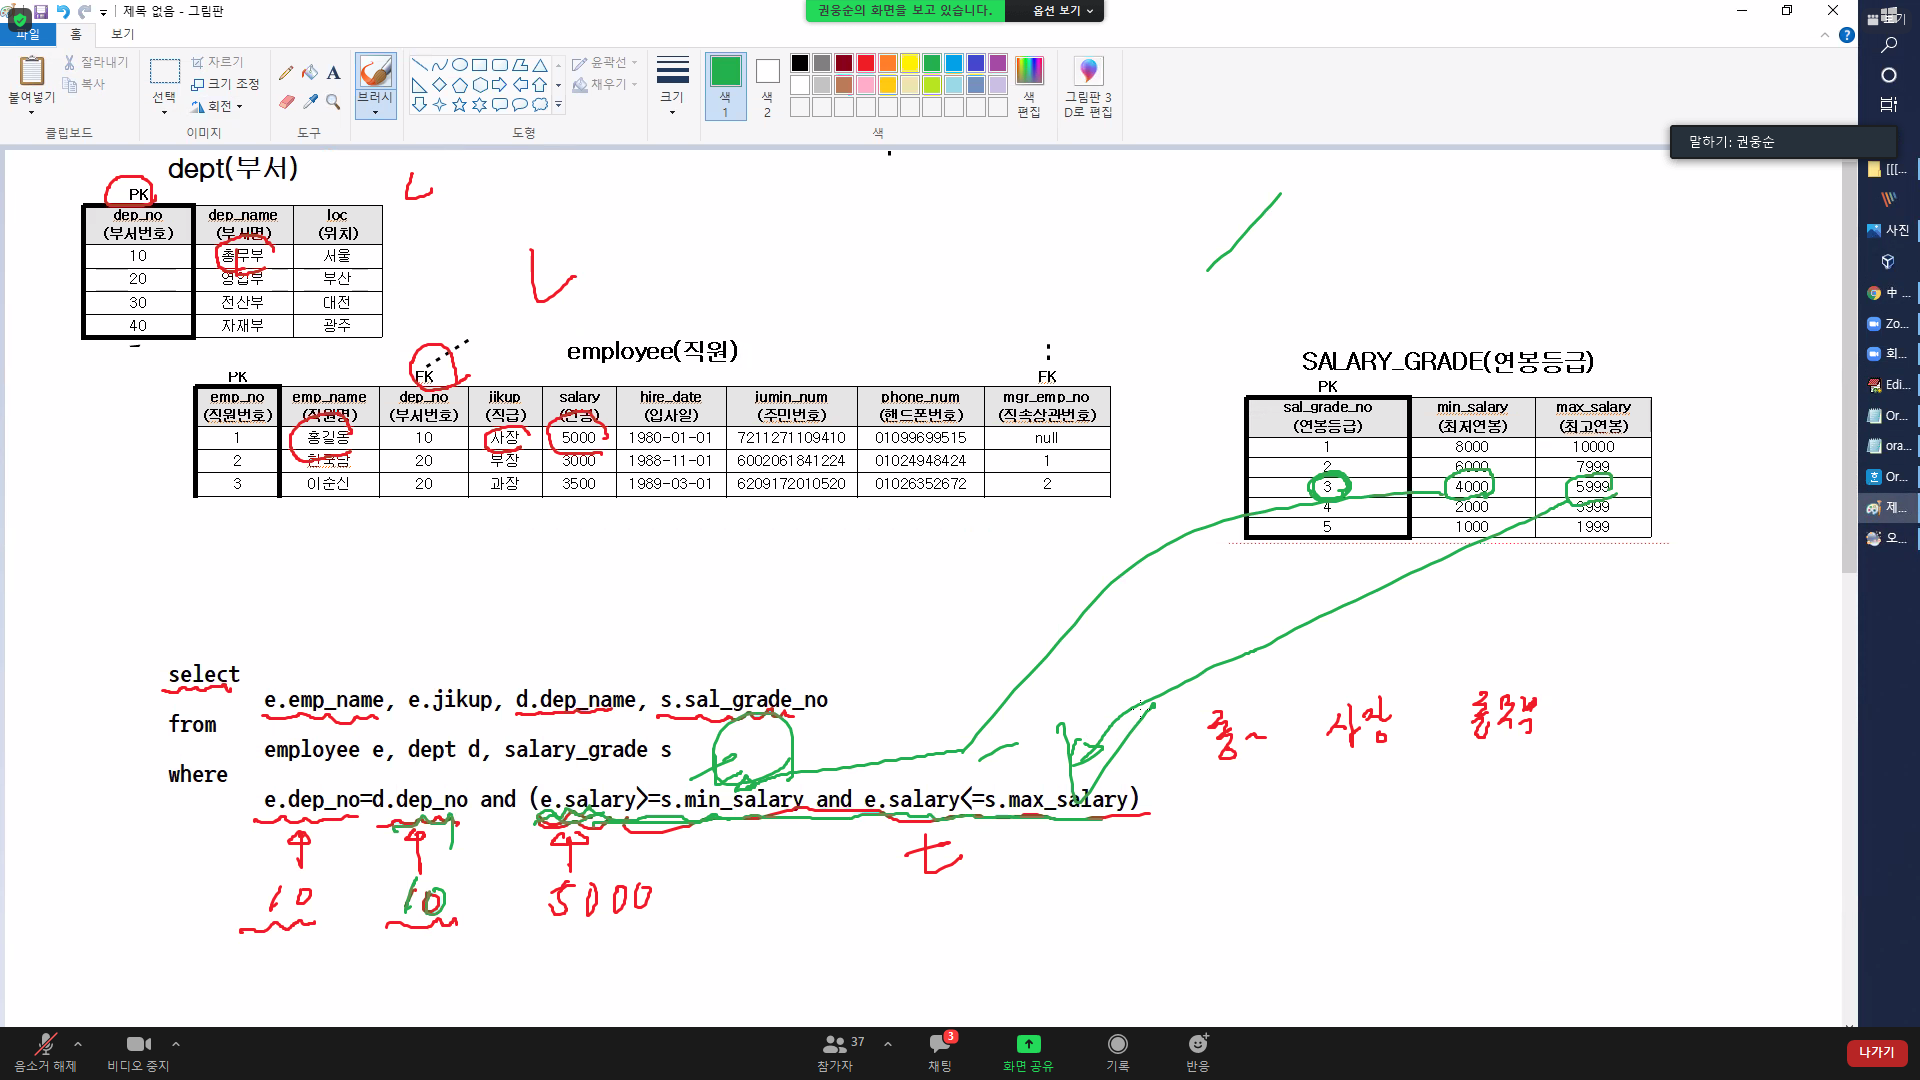 제목 없음 - 그림판
권웅순의 화면을 보고 있습니다.
옵션 보기
파일 홈 보기
붙여넣기
잘라내기
복사
클립보드
선택
자르기
크기 조정
회전
이미지
A
도구
브러시
윤곽선
채우기
도형
크기
색 1
색 2
색 편집
색
그림판 3D로 편집
말하기: 권웅순
dept(부서)
PK
dep_no (부서번호) dep_name (부서명) loc (위치)
10 총무부 서울
20 영업부 부산
30 전산부 대전
40 자재부 광주
employee(직원)
PK FK FK
emp_no (직원번호) emp_name (직원명) dep_no (부서번호) jikup (직급) salary (연봉) hire_date (입사일) jumin_num (주민번호) phone_num (핸드폰번호) mgr_emp_no (직속상관번호)
1 홍길동 10 사장 5000 1980-01-01 7211271109410 01099699515 null
2 한국남 20 부장 3000 1988-11-01 6002061841224 01024948424 1
3 이순신 20 과장 3500 1989-03-01 6209172010520 01026352672 2
SALARY_GRADE(연봉등급)
PK
sal_grade_no (연봉등급) min_salary (최저연봉) max_salary (최고연봉)
1 8000 10000
2 6000 7999
3 4000 5999
4 2000 3999
5 1000 1999
select
e.emp_name, e.jikup, d.dep_name, s.sal_grade_no
from
employee e, dept d, salary_grade s
where
e.dep_no=d.dep_no and (e.salary>=s.min_salary and e.salary<=s.max_salary)
10 10 5000
홍~ 사장 총무부
[[[...
사진
中 ...
Zo...
회...
Edi...
Or...
ora...
Or...
제...
오...
음소거 해제
비디오 중지
37
참가자
3
채팅
화면 공유
기록
반응
나가기